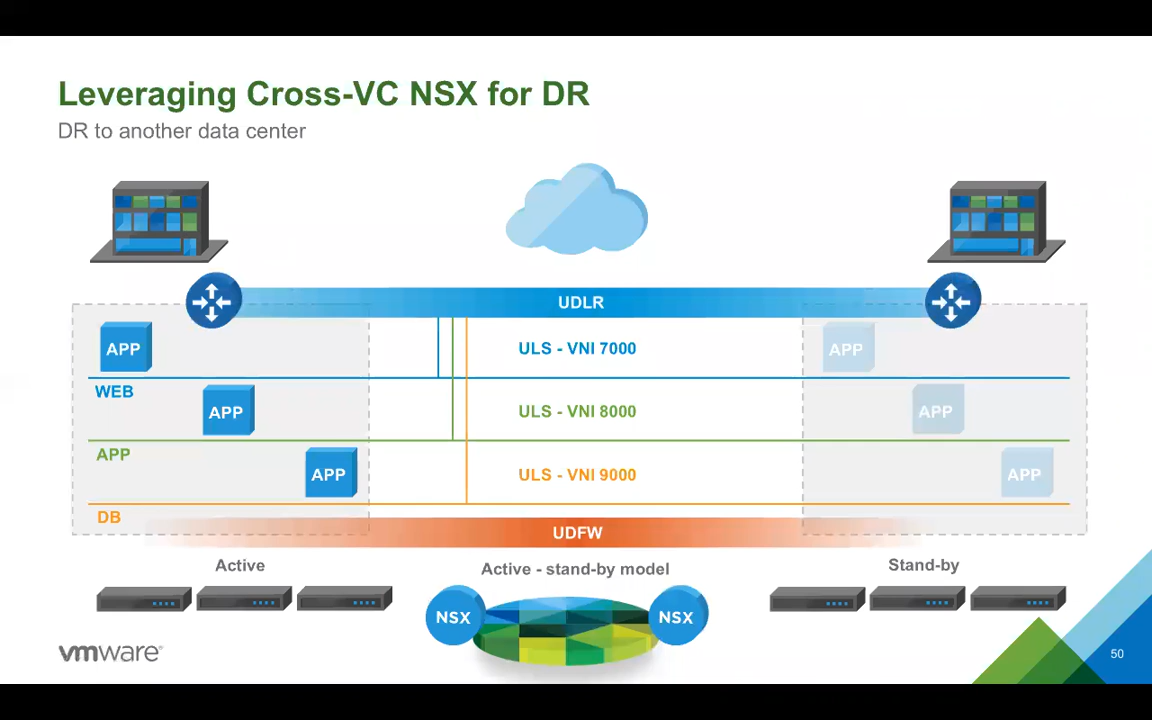 Leveraging Cross-VC NSX for DR
DR to another data center
UDLR
APP
ULS - VNI 7000
APP
WEB
APP
ULS - VNI 8000
APP
APP
APP
ULS - VNI 9000
APP
DB
UDFW
Active
Active - stand-by model
Stand-by
NSX
NSX
vmware®
50